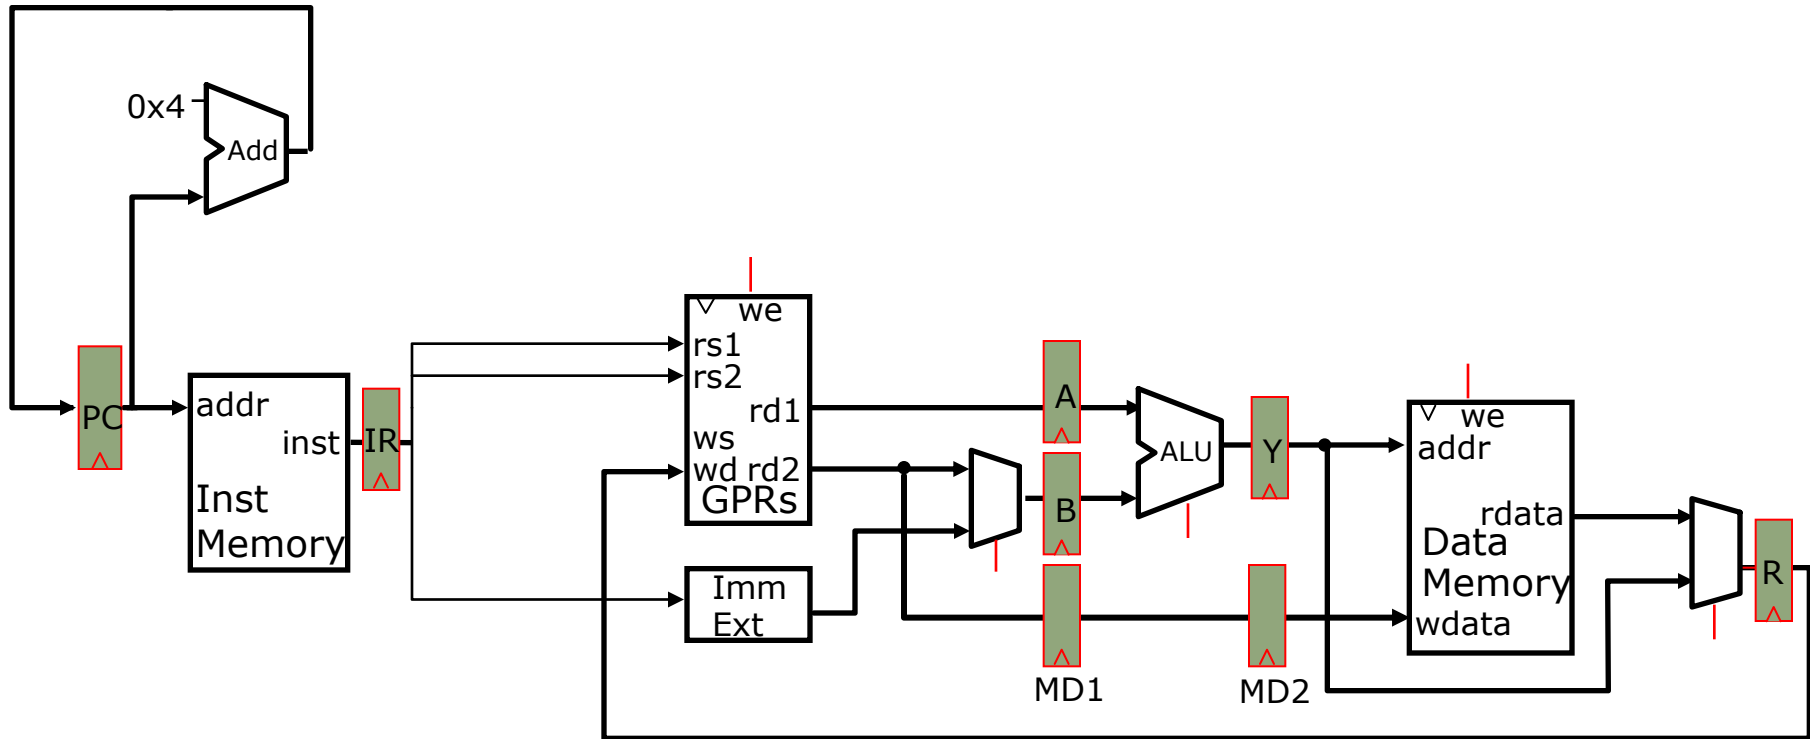 0x4
Add
PC
addr
inst
Inst
Memory
IR
we
rs1
rs2
rd1
ws
wd rd2
GPRs
Imm
Ext
A
B
ALU
Y
MD1
MD2
we
addr
rdata
Data
Memory
wdata
R